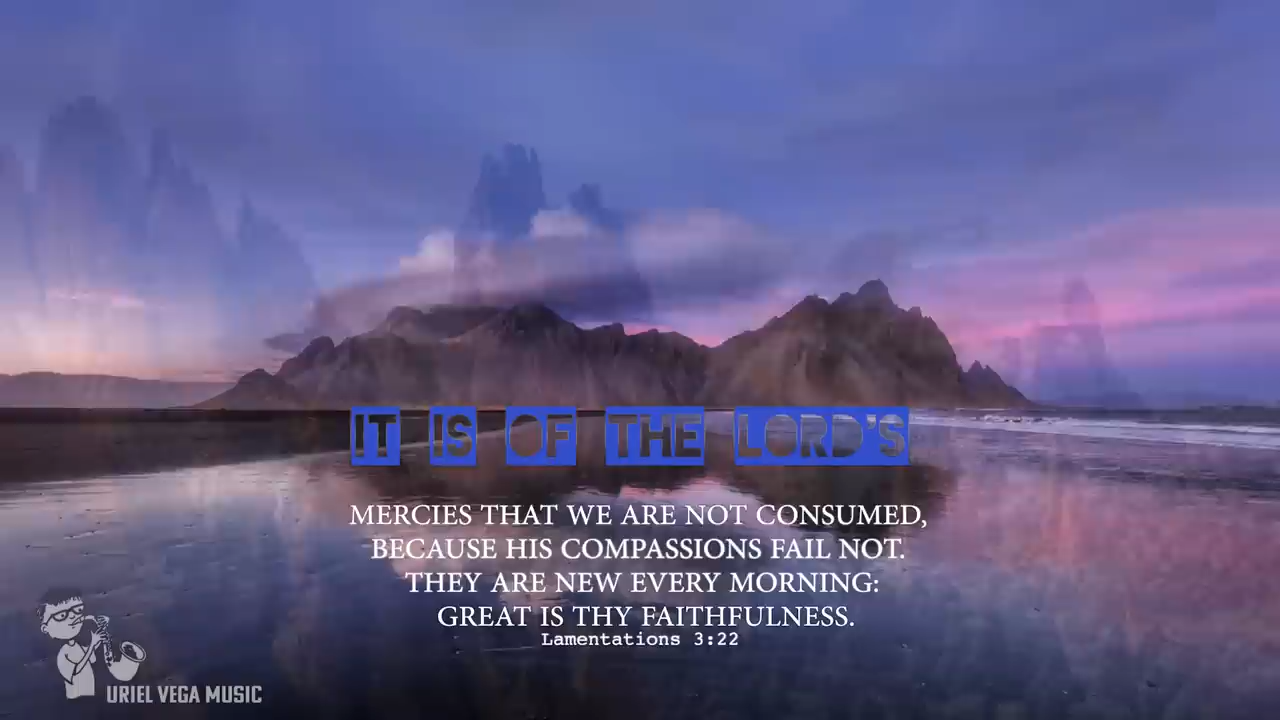 IT IS OF THE LORD'S
MERCIES THAT WE ARE NOT CONSUMED,
BECAUSE HIS COMPASSIONS FAIL NOT.
THEY ARE NEW EVERY MORNING:
GREAT IS THY FAITHFULNESS.
Lamentations 3:22
URIEL VEGA MUSIC